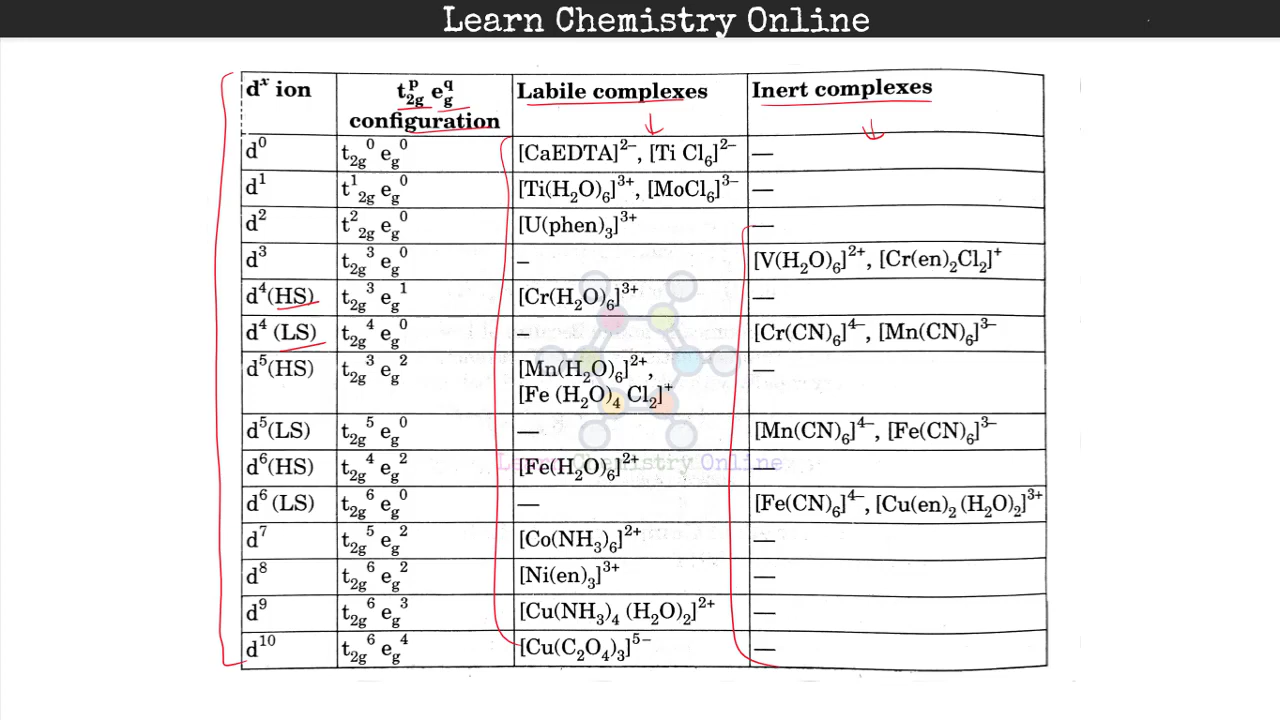 Learn Chemistry Online
dˣ ion t₂gᵖ e_g^q Labile complexes Inert complexes
configuration
d⁰ t₂g⁰ e_g⁰ [CaEDTA]²⁻, [Ti Cl₆]²⁻ —
d¹ t¹₂g e_g⁰ [Ti(H₂O)₆]³⁺, [MoCl₆]³⁻ —
d² t²₂g e_g⁰ [U(phen)₃]³⁺ —
d³ t₂g³ e_g⁰ – [V(H₂O)₆]²⁺, [Cr(en)₂Cl₂]⁺
d⁴(HS) t₂g³ e_g¹ [Cr(H₂O)₆]³⁺ —
d⁴ (LS) t₂g⁴ e_g⁰ – [Cr(CN)₆]⁴⁻, [Mn(CN)₆]³⁻
d⁵(HS) t₂g³ e_g² [Mn(H₂O)₆]²⁺, —
[Fe (H₂O)₄ Cl₂]⁺
d⁵(LS) t₂g⁵ e_g⁰ — [Mn(CN)₆]⁴⁻, [Fe(CN)₆]³⁻
d⁶(HS) t₂g⁴ e_g² [Fe(H₂O)₆]²⁺ —
Learn Chemistry Online
d⁶ (LS) t₂g⁶ e_g⁰ — [Fe(CN)₆]⁴⁻, [Cu(en)₂ (H₂O)₂]³⁺
d⁷ t₂g⁵ e_g² [Co(NH₃)₆]²⁺ —
d⁸ t₂g⁶ e_g² [Ni(en)₃]³⁺ —
d⁹ t₂g⁶ e_g³ [Cu(NH₃)₄ (H₂O)₂]²⁺ —
d¹⁰ t₂g⁶ e_g⁴ [Cu(C₂O₄)₃]⁵⁻ —